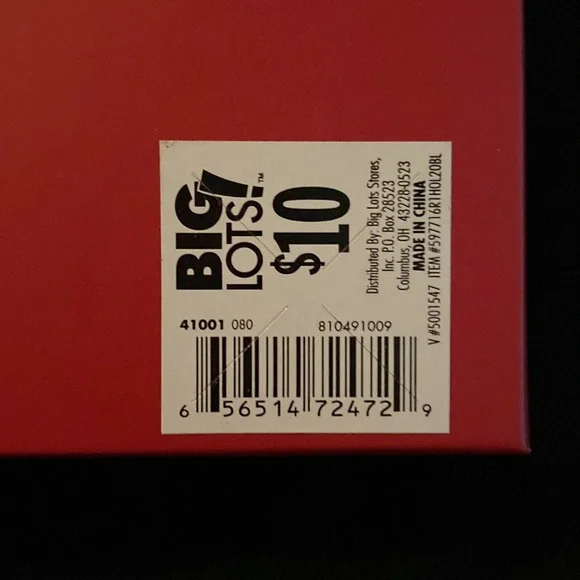 BIG
LOTS!™
$10
Distributed By: Big Lots Stores,
Inc. P.O. Box 28523
Columbus, OH 43228-0523
MADE IN CHINA
V #5001547 ITEM #597716R1HOL20BL
41001 080 810491009
6 56514 72472 9